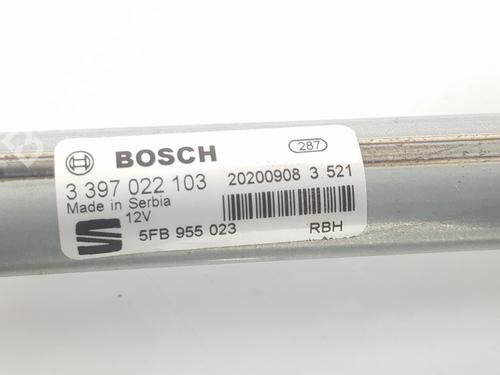 BOSCH
287
3 397 022 103
20200908 3 521
Made in Serbia
12V
5FB 955 023
RBH